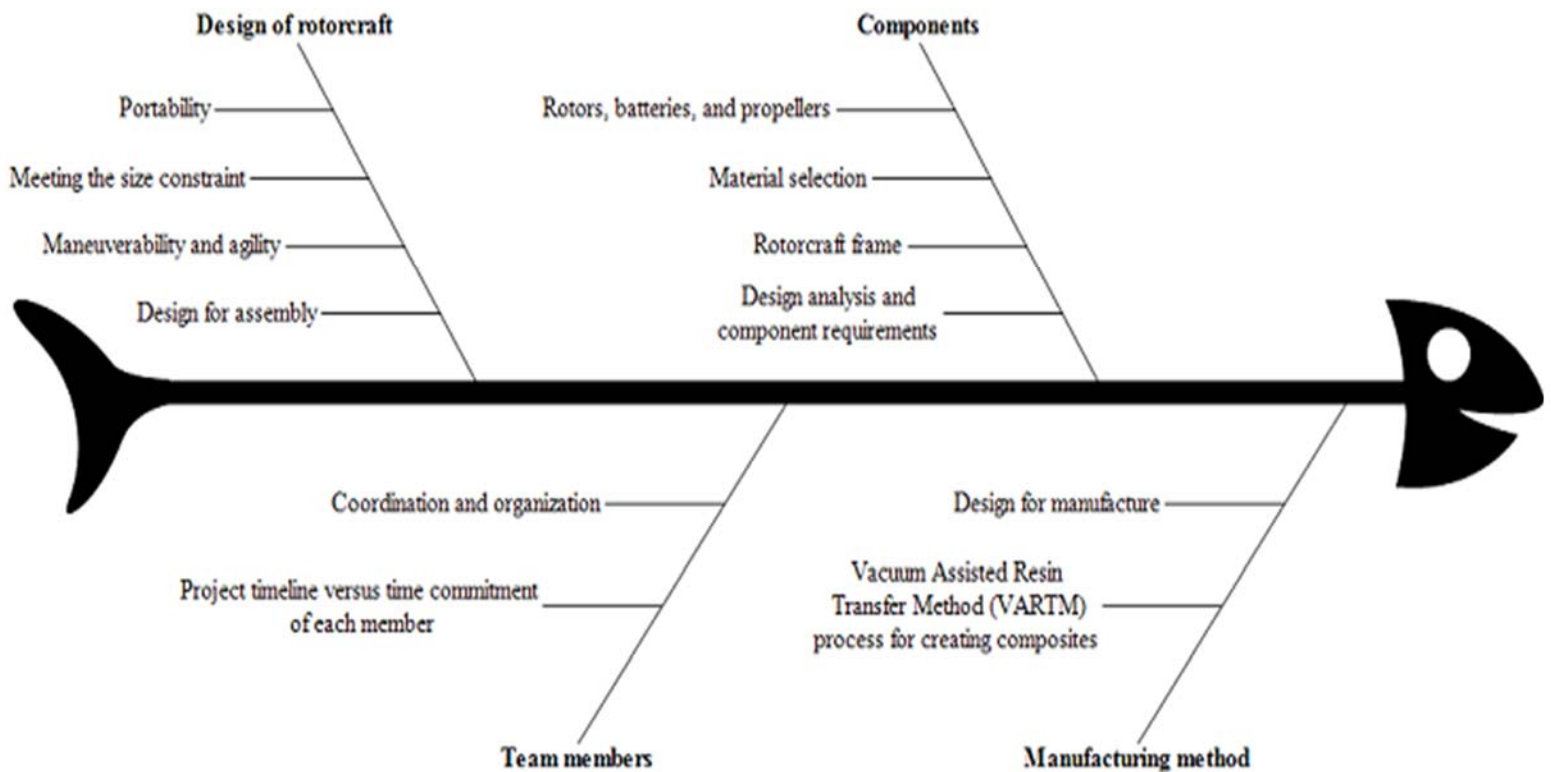 Design of rotorcraft
Portability
Meeting the size constraint
Maneuverability and agility
Design for assembly
Components
Rotors, batteries, and propellers
Material selection
Rotorcraft frame
Design analysis and
component requirements
Coordination and organization
Project timeline versus time commitment
of each member
Team members
Design for manufacture
Vacuum Assisted Resin
Transfer Method (VARTM)
process for creating composites
Manufacturing method